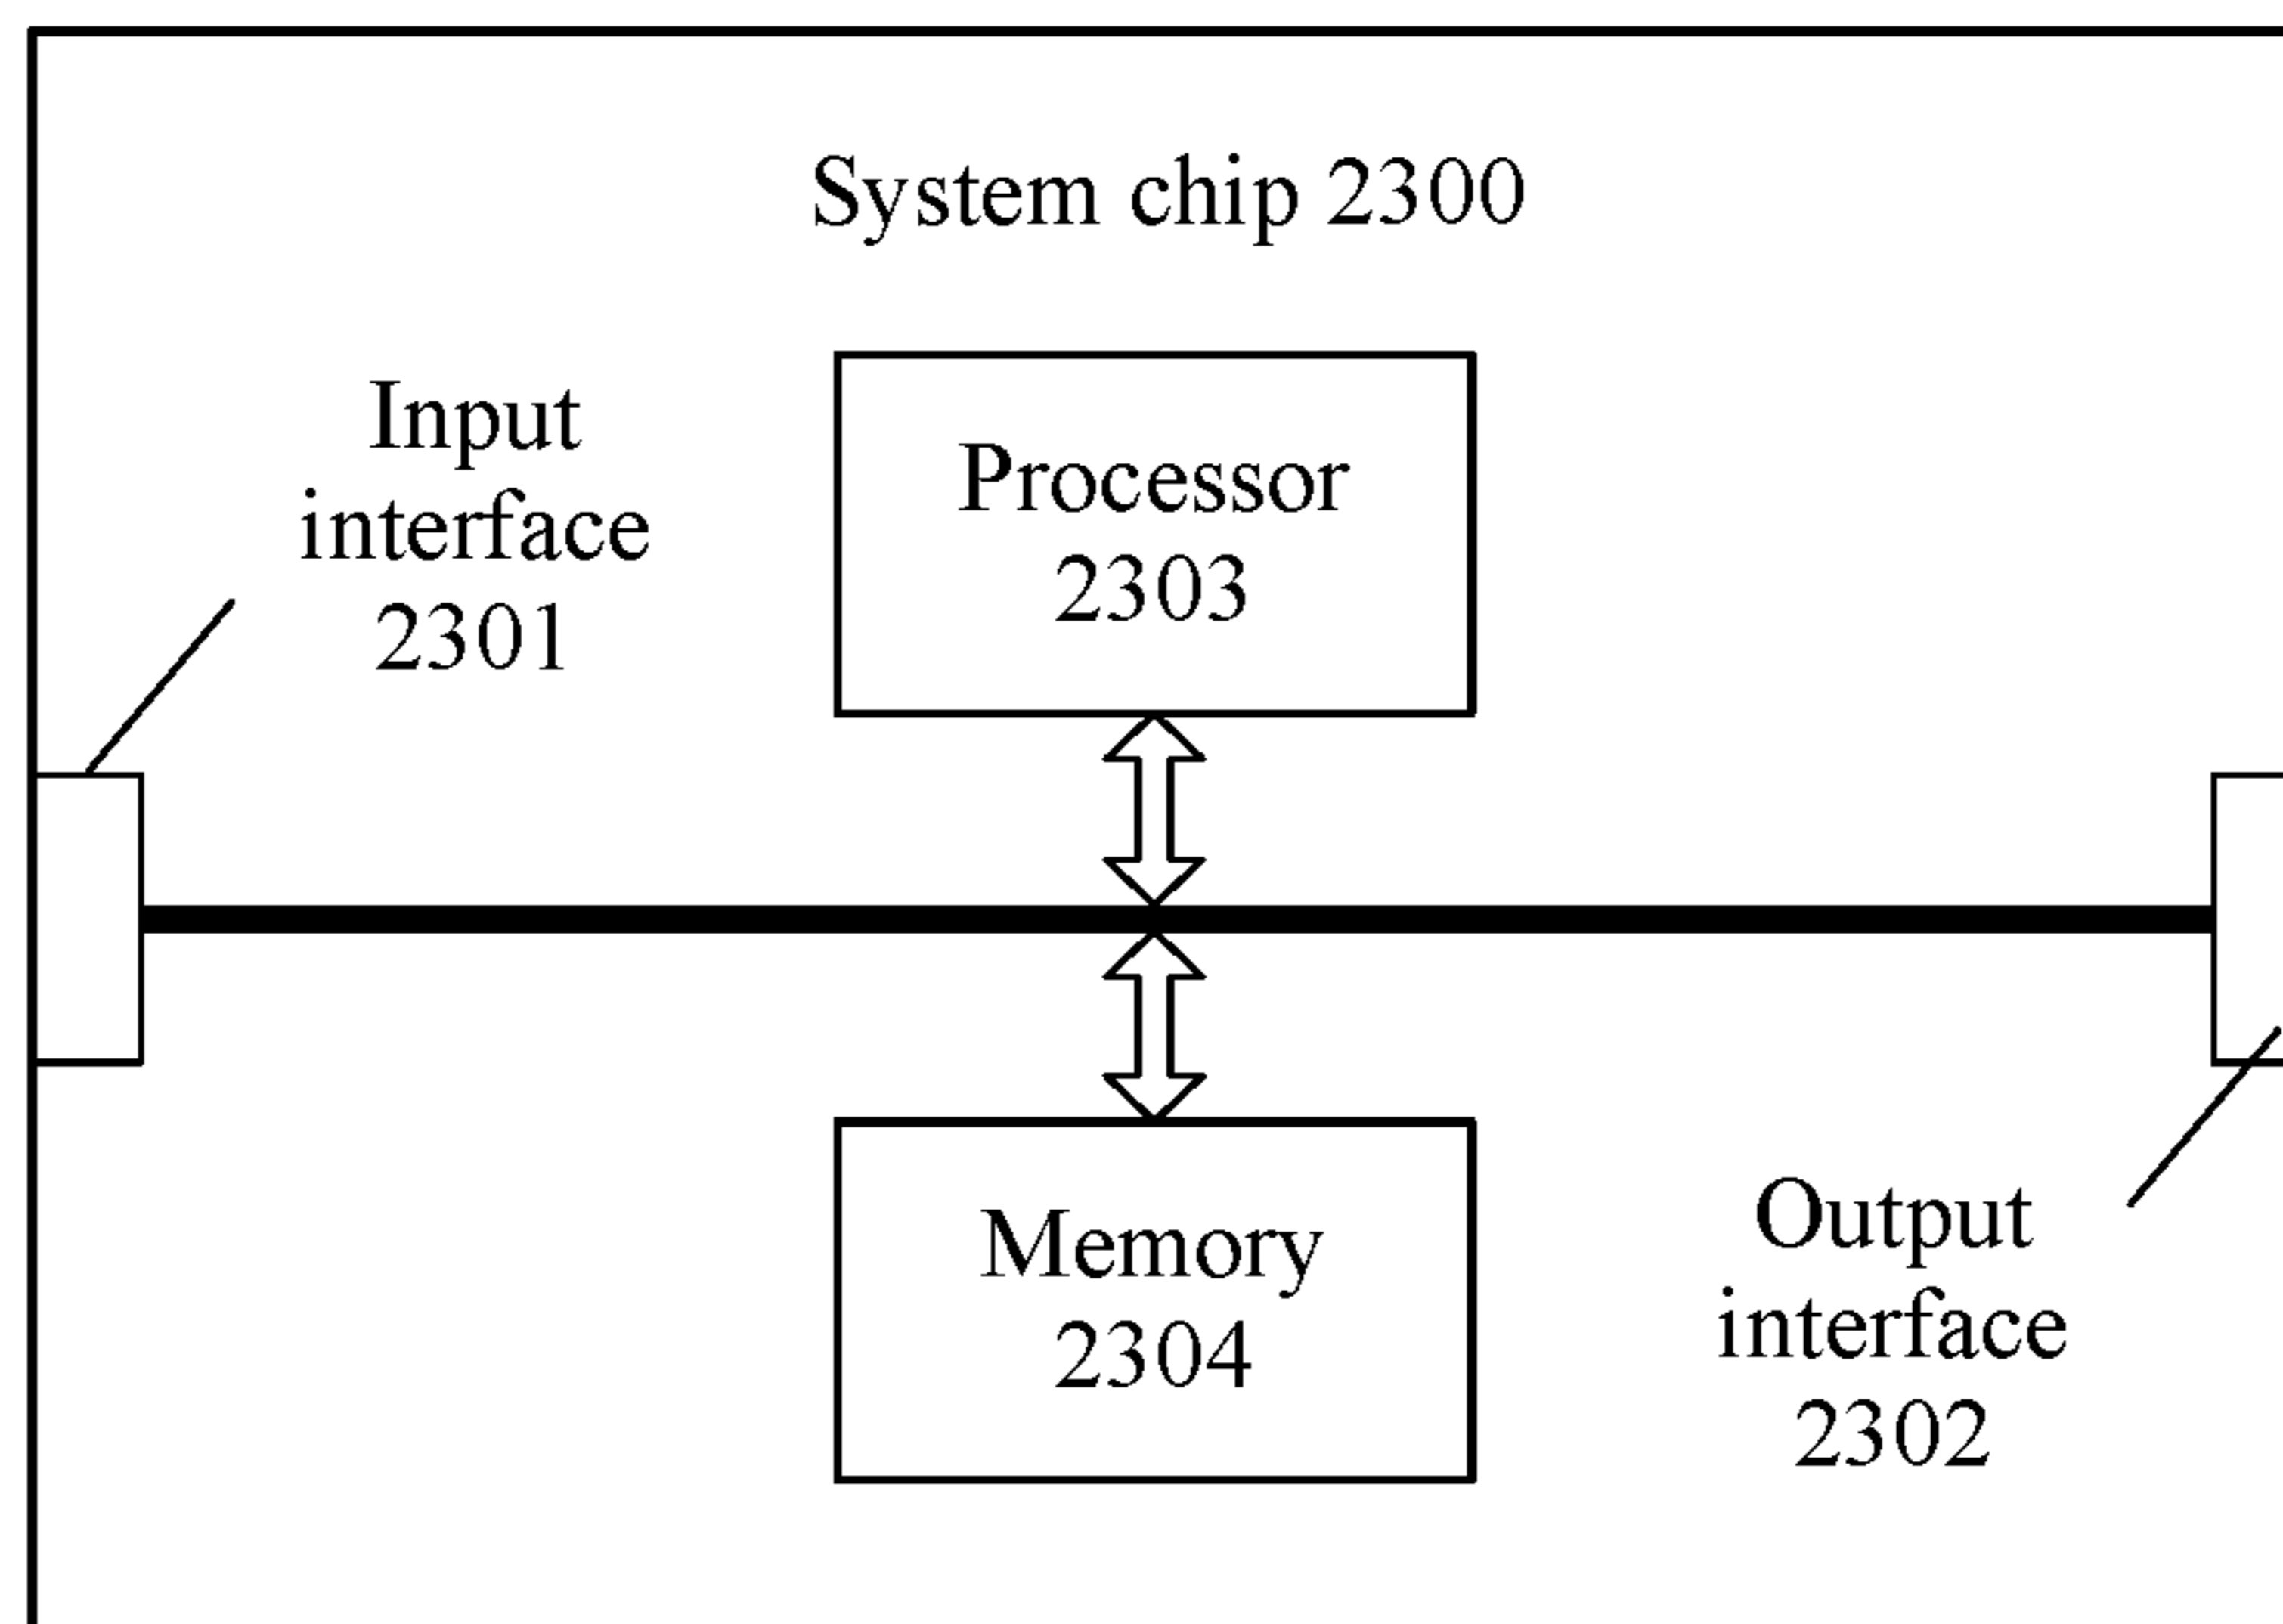 System chip 2300
Input
interface
2301
Processor
2303
Memory
2304
Output
interface
2302